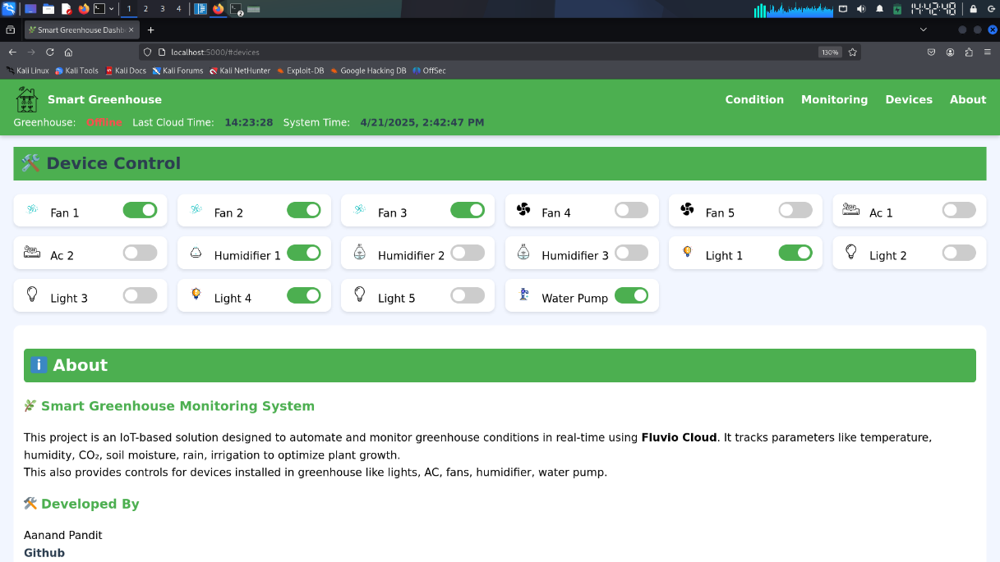 1 2 3 4
2
14:42:48
Smart Greenhouse Dashb
localhost:5000/#devices
130%
Kali Linux Kali Tools Kali Docs Kali Forums Kali NetHunter Exploit-DB Google Hacking DB OffSec
Smart Greenhouse
Condition Monitoring Devices About
Greenhouse: Offline Last Cloud Time: 14:23:28 System Time: 4/21/2025, 2:42:47 PM
Device Control
Fan 1 Fan 2 Fan 3 Fan 4 Fan 5 Ac 1
Ac 2 Humidifier 1 Humidifier 2 Humidifier 3 Light 1 Light 2
Light 3 Light 4 Light 5 Water Pump
About
Smart Greenhouse Monitoring System
This project is an IoT-based solution designed to automate and monitor greenhouse conditions in real-time using Fluvio Cloud. It tracks parameters like temperature,
humidity, CO₂, soil moisture, rain, irrigation to optimize plant growth.
This also provides controls for devices installed in greenhouse like lights, AC, fans, humidifier, water pump.
Developed By
Aanand Pandit
Github